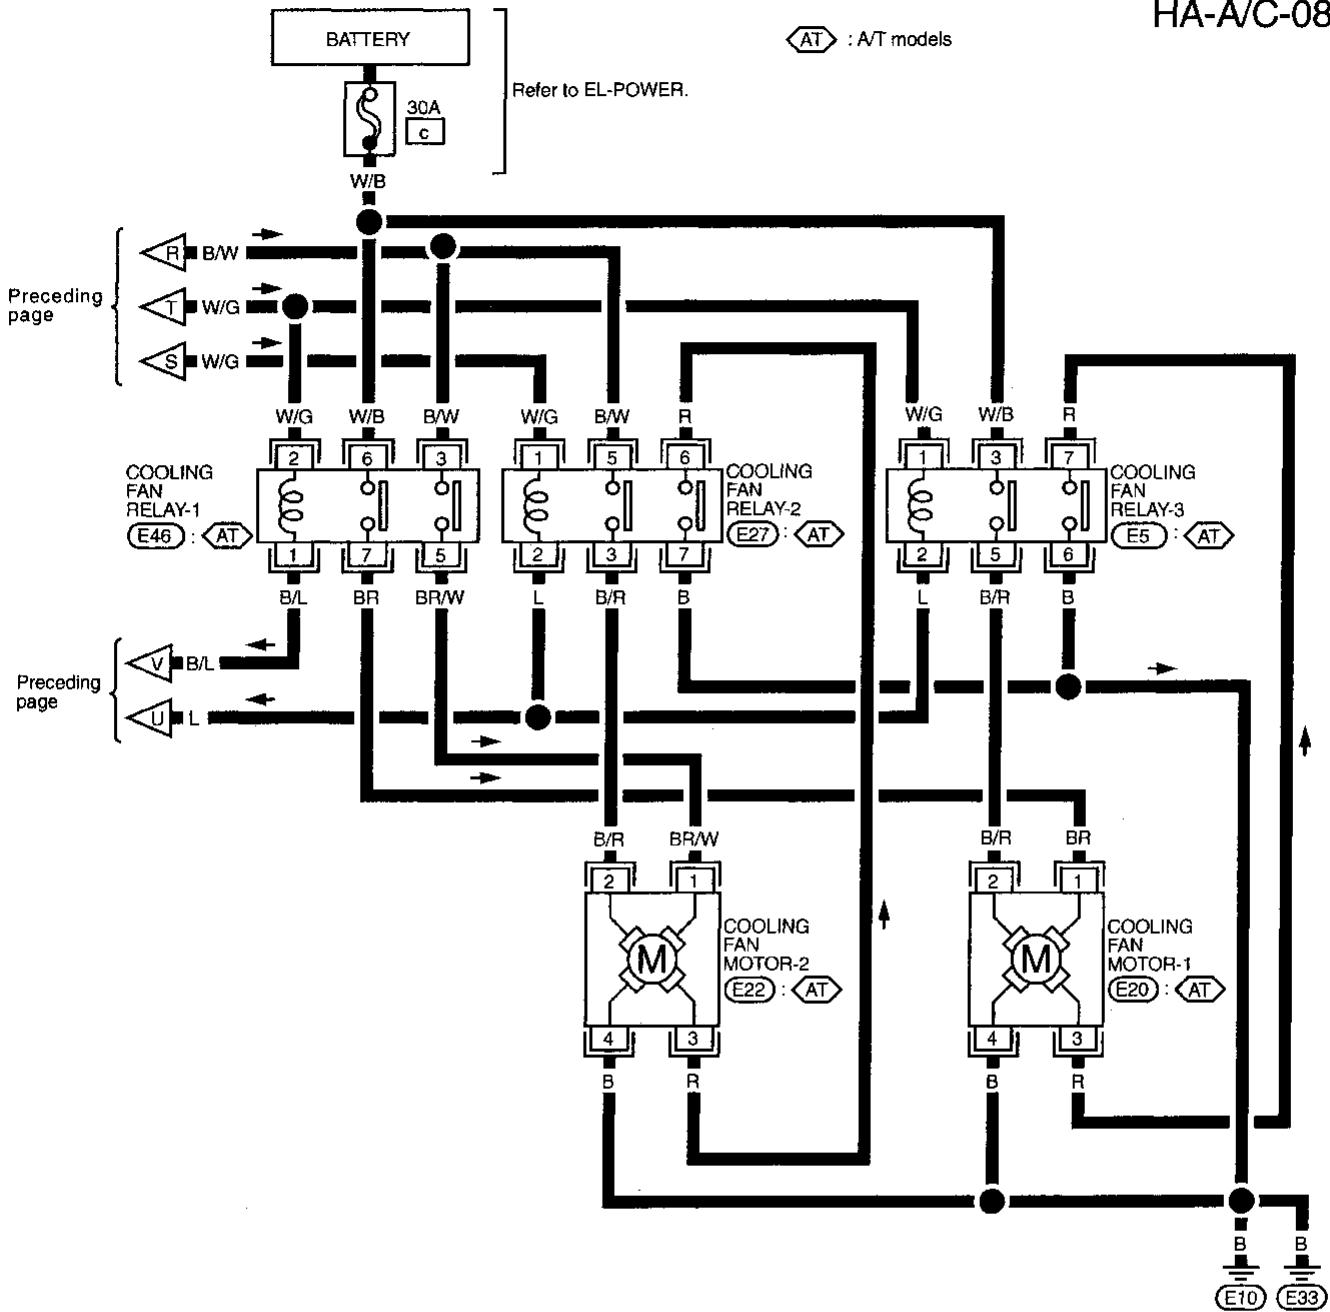 HA-A/C-08
BATTERY
AT : A/T models
Refer to EL-POWER.
30A
c
W/B
R B/W
Preceding
page
T W/G
S W/G
W/G W/B B/W W/G B/W R W/G W/B R
2 6 3 1 5 6 1 3 7
COOLING
FAN
RELAY-1
E46 : AT
COOLING
FAN
RELAY-2
E27 : AT
COOLING
FAN
RELAY-3
E5 : AT
1 7 5 2 3 7 2 5 6
B/L BR BR/W L B/R B L B/R B
V B/L
Preceding
page
U L
B/R BR/W B/R BR
2 1 2 1
M
COOLING
FAN
MOTOR-2
E22 : AT
M
COOLING
FAN
MOTOR-1
E20 : AT
4 3 4 3
B R B R
B B
E10 E33